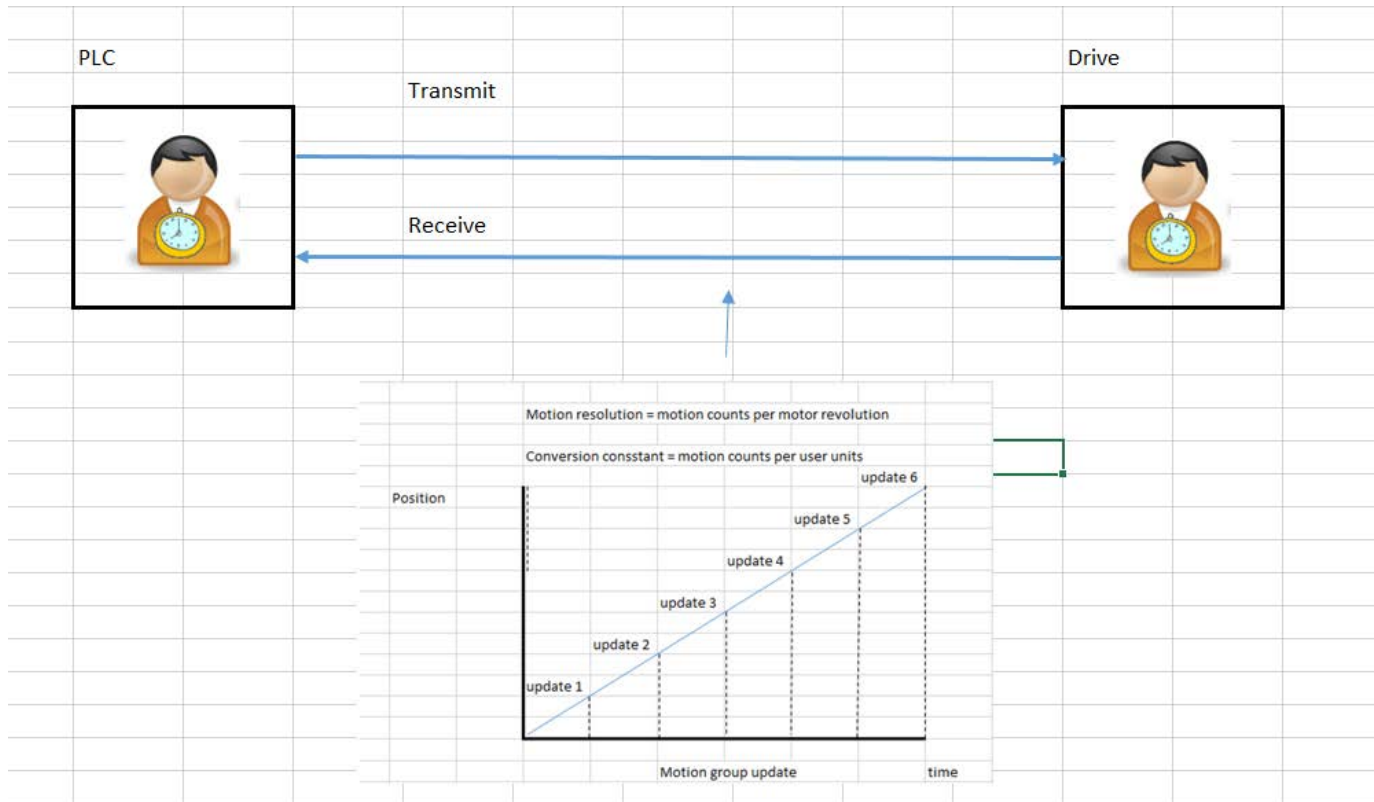 PLC
Drive
Transmit
Receive
Motion resolution = motion counts per motor revolution
Conversion consstant = motion counts per user units
update 6
Position
update 5
update 4
update 3
update 2
update 1
Motion group update
time